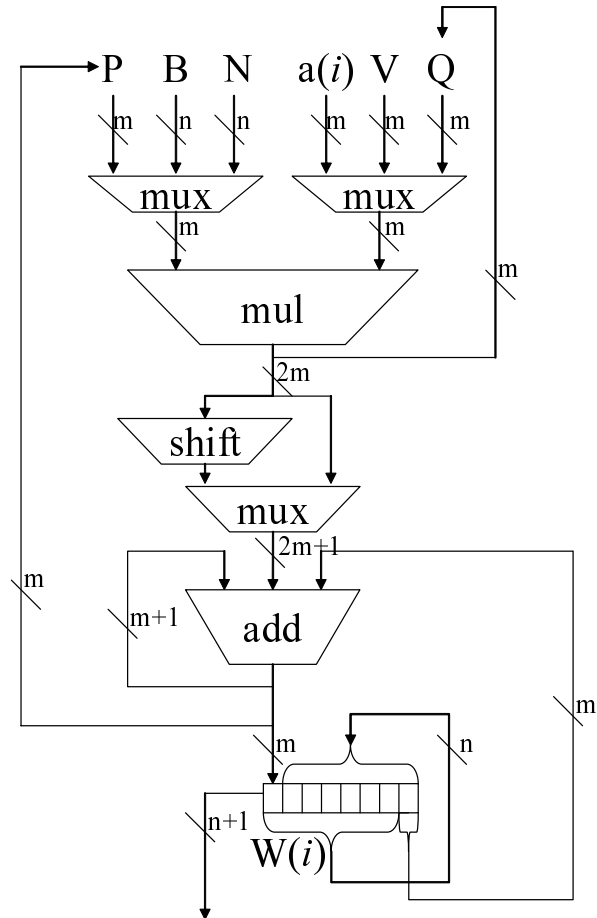 P B N a(i) V Q
m n n m m m
mux mux
m m
m
mul
2m
shift
mux
2m+1
m
m+1
add
m
m
n
n+1
W(i)